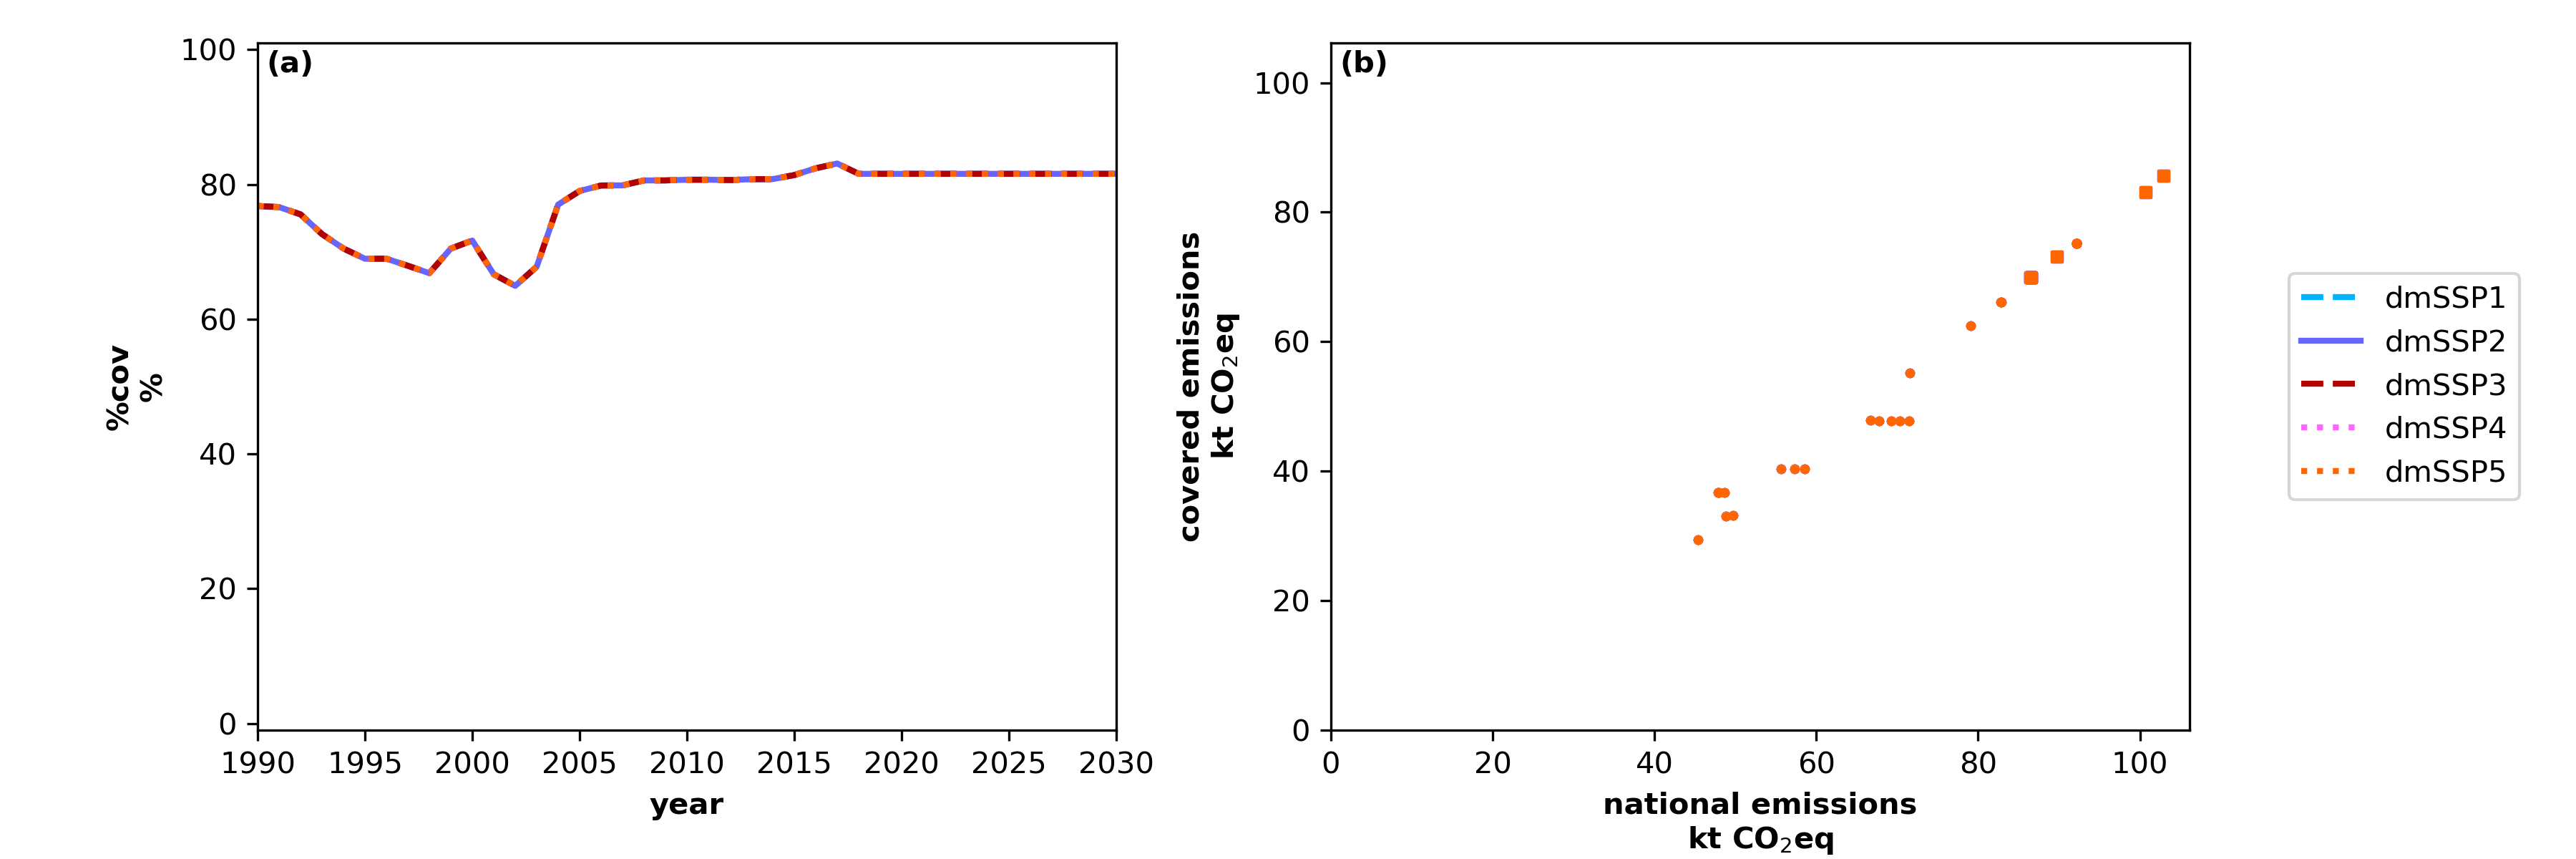 (a)
100
80
60
40
20
0
%cov
%
1990 1995 2000 2005 2010 2015 2020 2025 2030
year
(b)
100
80
60
40
20
0
covered emissions
kt CO₂eq
0 20 40 60 80 100
national emissions
kt CO₂eq
dmSSP1
dmSSP2
dmSSP3
dmSSP4
dmSSP5